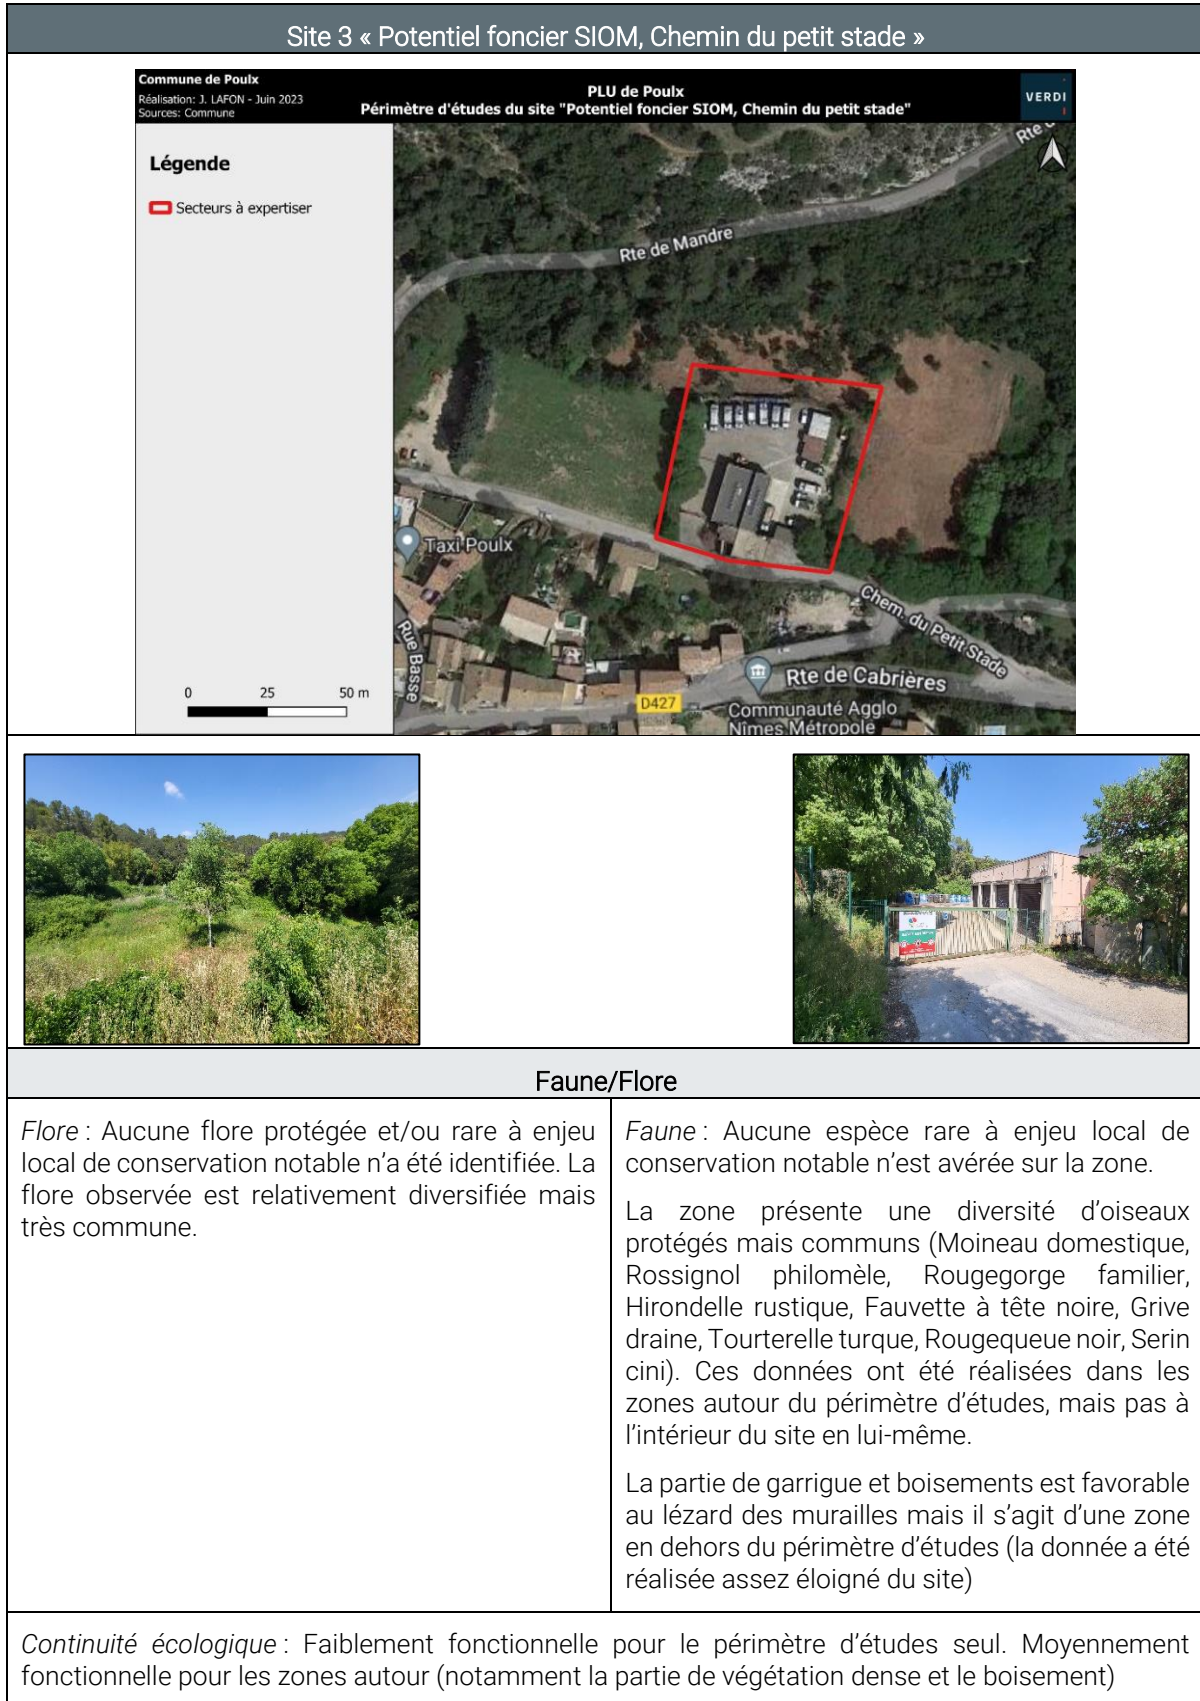 Site 3 « Potentiel foncier SIOM, Chemin du petit stade »
Commune de Poulx
Réalisation: J. LAFON - Juin 2023
Sources: Commune
PLU de Poulx
Périmètre d'études du site "Potentiel foncier SIOM, Chemin du petit stade"
VERDI
Légende
Secteurs à expertiser
Rte de
Rte de Mandre
Taxi Poulx
Rue Basse
Chem. du Petit Stade
Rte de Cabrières
D427
Communauté Agglo
Nîmes Métropole
0 25 50 m
Faune/Flore
Flore : Aucune flore protégée et/ou rare à enjeu
local de conservation notable n’a été identifiée. La
flore observée est relativement diversifiée mais
très commune.
Faune : Aucune espèce rare à enjeu local de
conservation notable n’est avérée sur la zone.
La zone présente une diversité d’oiseaux
protégés mais communs (Moineau domestique,
Rossignol philomèle, Rougegorge familier,
Hirondelle rustique, Fauvette à tête noire, Grive
draine, Tourterelle turque, Rougequeue noir, Serin
cini). Ces données ont été réalisées dans les
zones autour du périmètre d’études, mais pas à
l’intérieur du site en lui-même.
La partie de garrigue et boisements est favorable
au lézard des murailles mais il s’agit d’une zone
en dehors du périmètre d’études (la donnée a été
réalisée assez éloigné du site)
Continuité écologique : Faiblement fonctionnelle pour le périmètre d’études seul. Moyennement
fonctionnelle pour les zones autour (notamment la partie de végétation dense et le boisement)